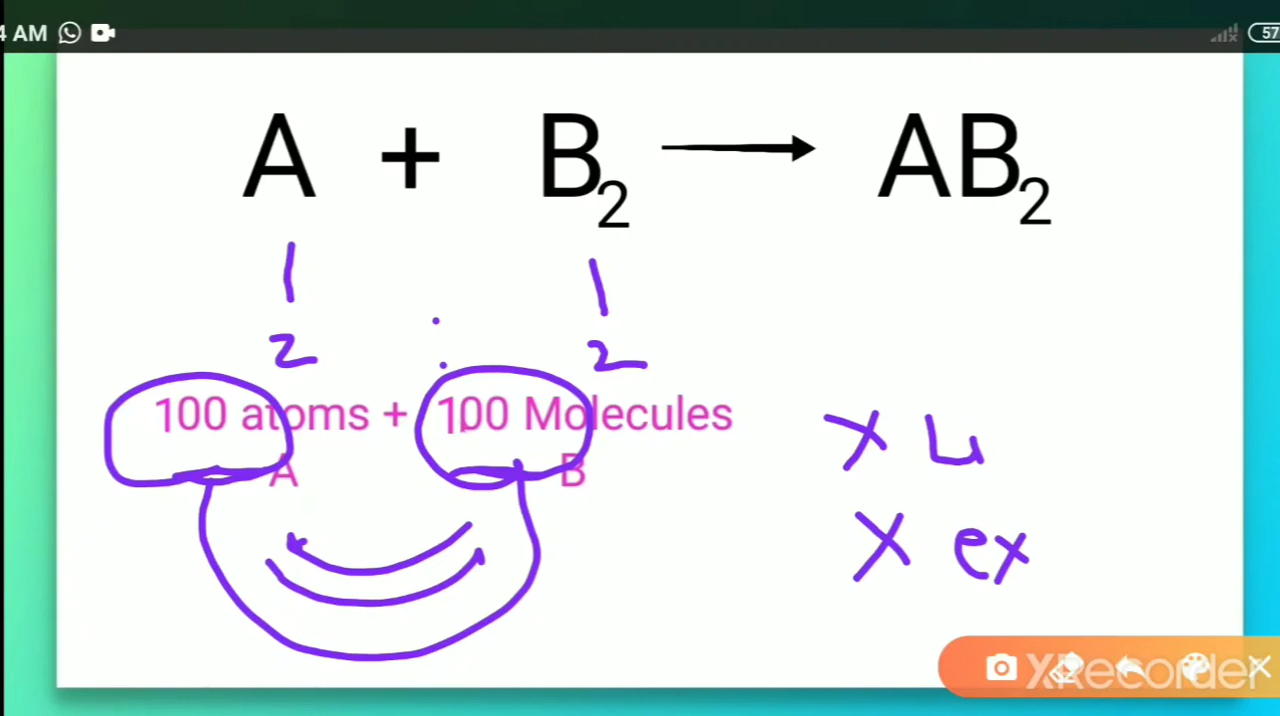 4 AM
57
A + B₂ → AB₂
1 1
2 2
100 atoms + 100 Molecules
A B
X L
X ex
XRecorder